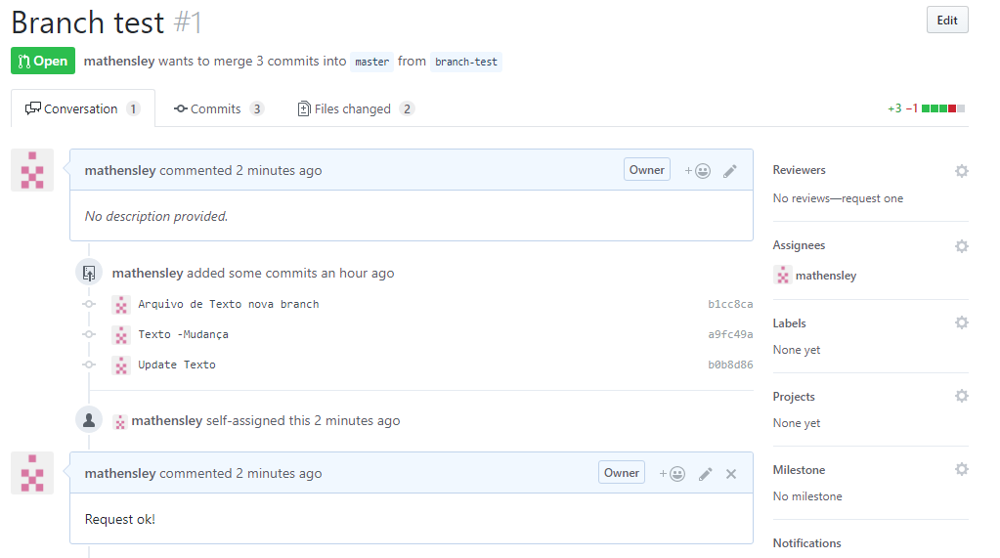 Branch test #1
Edit
Open mathensley wants to merge 3 commits into master from branch-test
Conversation 1 Commits 3 Files changed 2 +3 −1
mathensley commented 2 minutes ago Owner +
No description provided.
mathensley added some commits an hour ago
Arquivo de Texto nova branch b1cc8ca
Texto -Mudança a9fc49a
Update Texto b0b8d86
mathensley self-assigned this 2 minutes ago
mathensley commented 2 minutes ago Owner +
Request ok!
Reviewers
No reviews—request one
Assignees
mathensley
Labels
None yet
Projects
None yet
Milestone
No milestone
Notifications